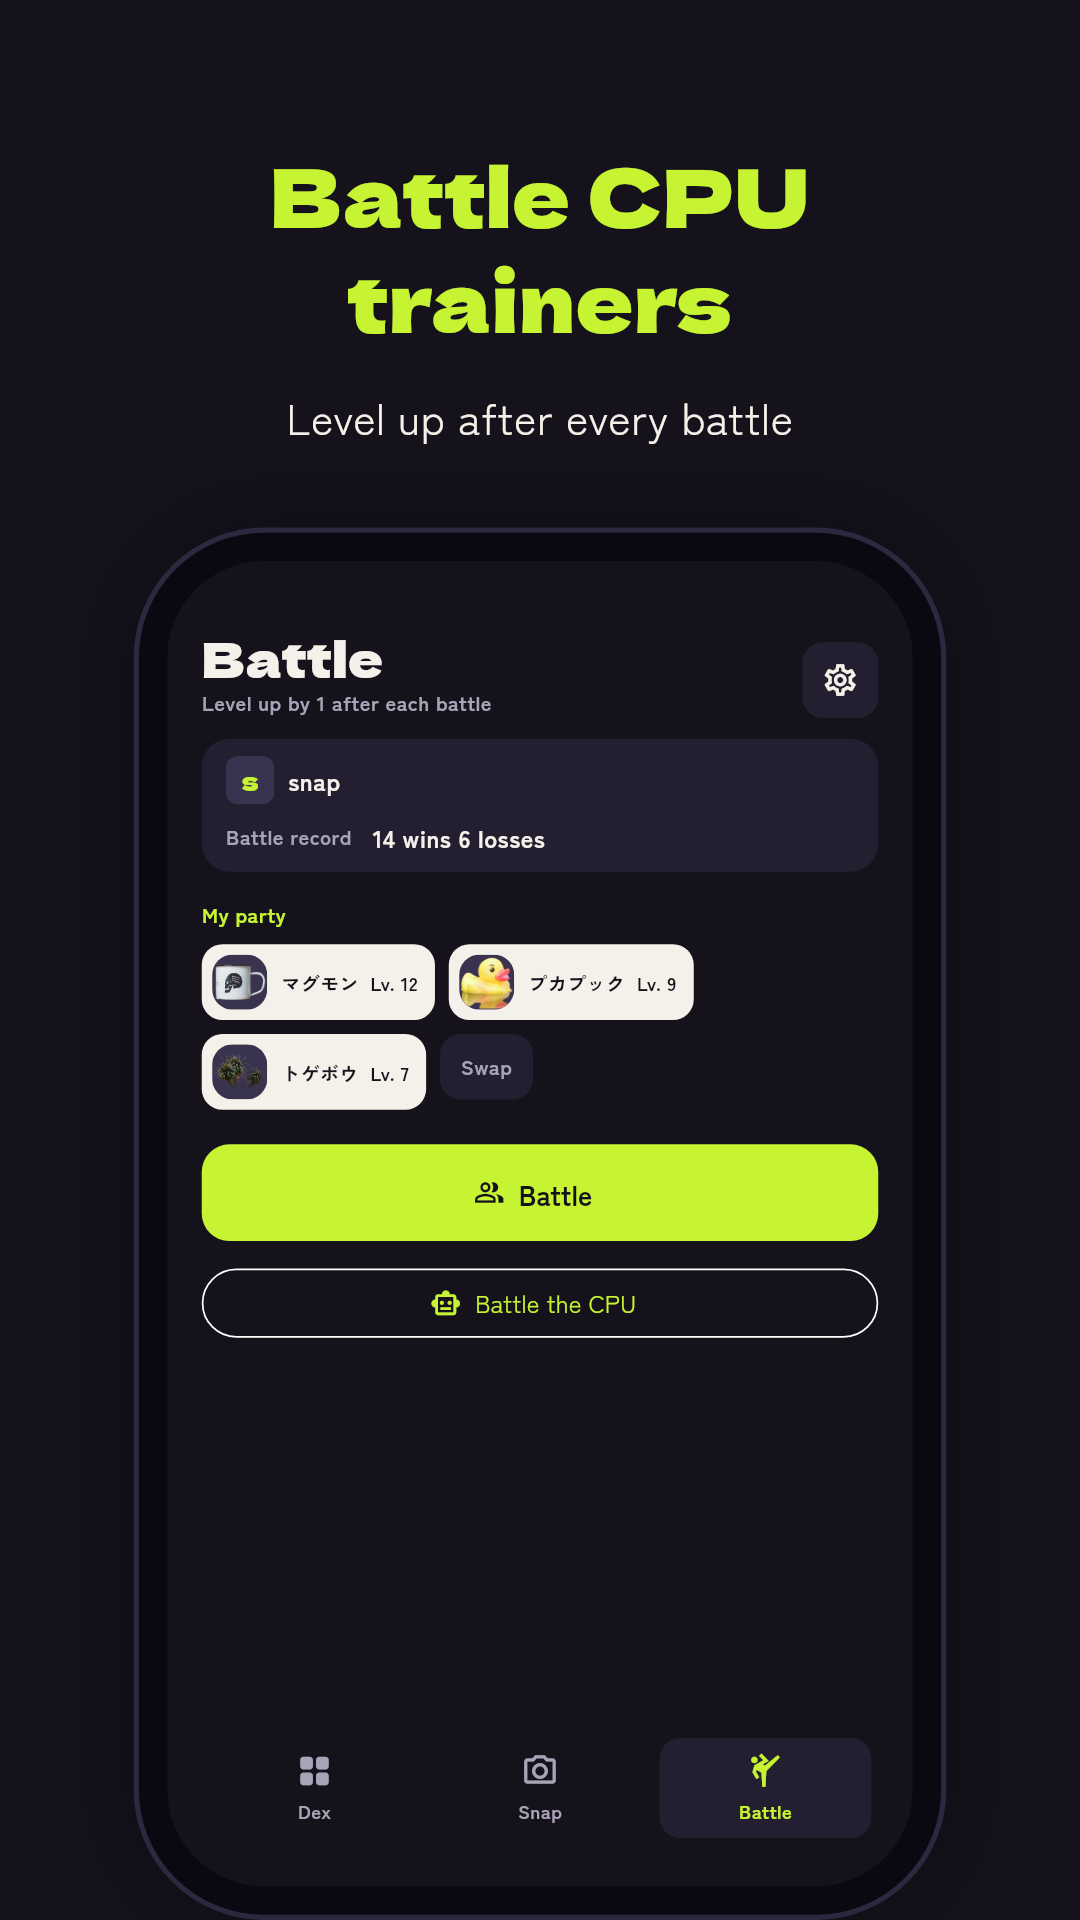 Battle CPU
trainers
Level up after every battle
Battle
Level up by 1 after each battle
s
snap
Battle record 14 wins 6 losses
My party
マグモン Lv. 12
プカプック Lv. 9
トゲボウ Lv. 7
Swap
Battle
Battle the CPU
Dex
Snap
Battle